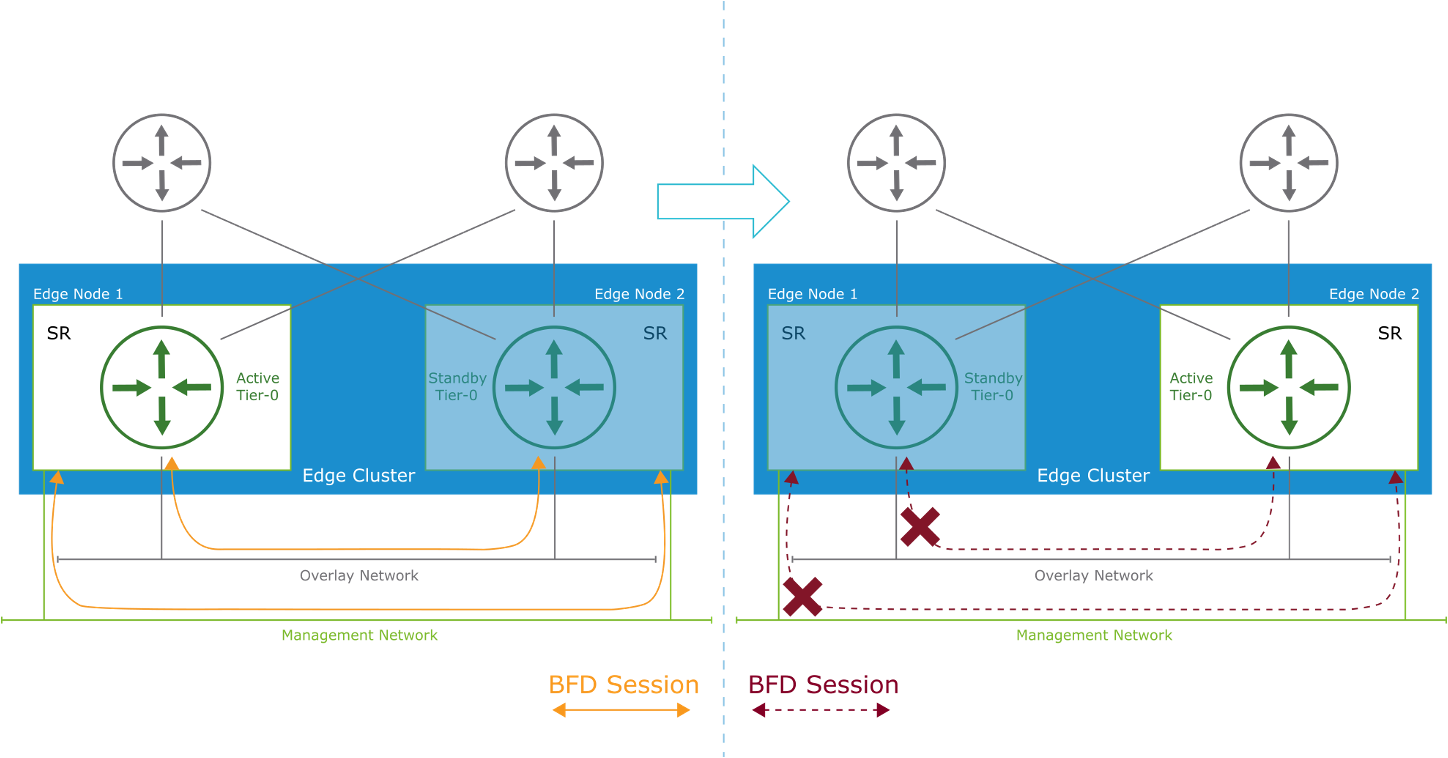 Edge Node 1
Edge Node 2
SR
SR
Active
Tier-0
Standby
Tier-0
Edge Cluster
Overlay Network
Management Network
BFD Session
Edge Node 1
Edge Node 2
SR
SR
Standby
Tier-0
Active
Tier-0
Edge Cluster
Overlay Network
Management Network
BFD Session